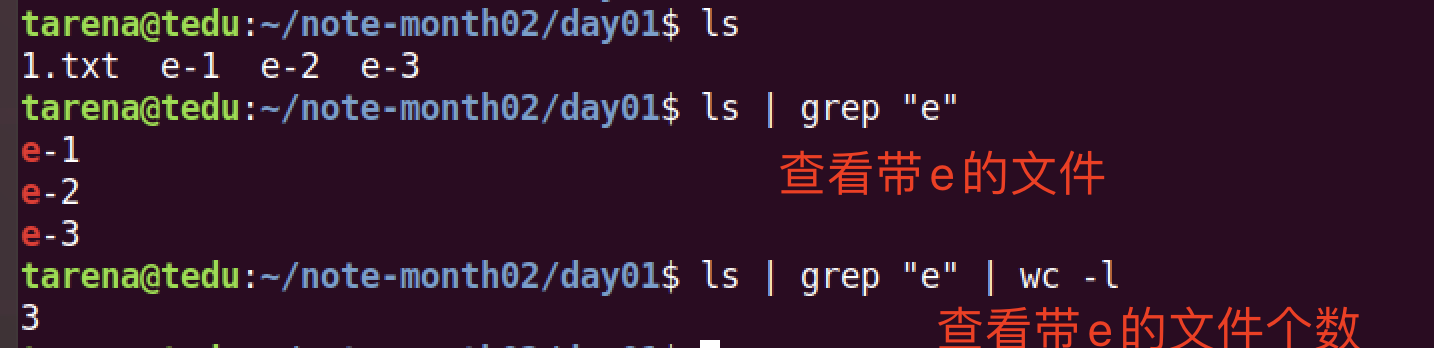 tarena@tedu:~/note-month02/day01$ ls
1.txt  e-1  e-2  e-3
tarena@tedu:~/note-month02/day01$ ls | grep "e"
e-1
查看带e的文件
e-2
e-3
tarena@tedu:~/note-month02/day01$ ls | grep "e" | wc -l
3
查看带e的文件个数